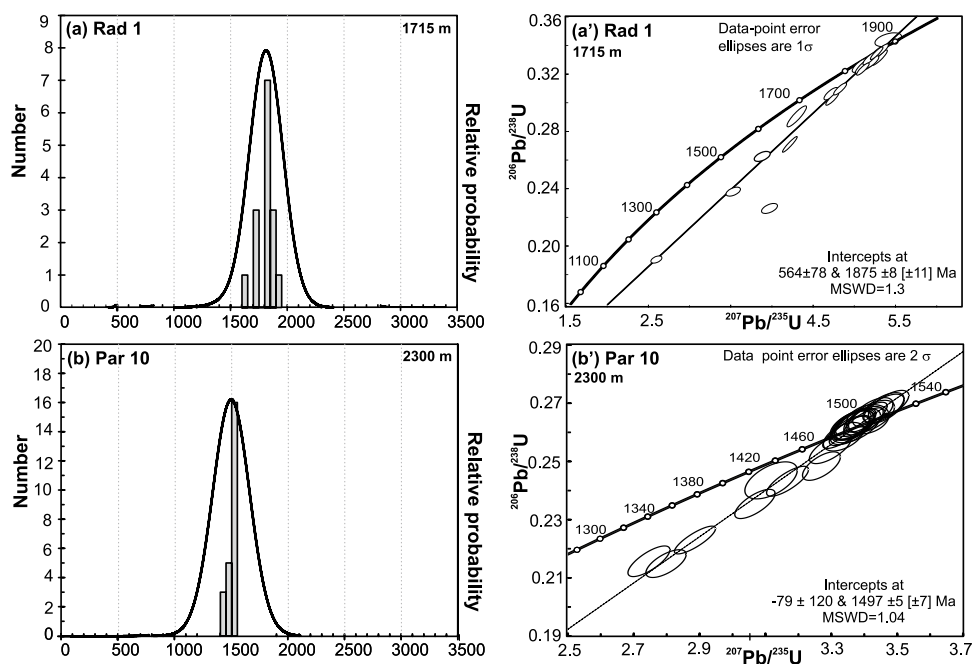 (a) Rad 1
1715 m
Number
Relative probability
9
8
7
6
5
4
3
2
1
0
0 500 1000 1500 2000 2500 3000 3500
(a') Rad 1
1715 m
Data-point error
ellipses are 1σ
1900
1700
1500
1300
1100
0.36
0.32
0.28
0.24
0.20
0.16
²⁰⁶Pb/²³⁸U
1.5 2.5 4.5 5.5
²⁰⁷Pb/²³⁵U
Intercepts at
564±78 & 1875 ±8 [±11] Ma
MSWD=1.3
(b) Par 10
2300 m
Number
Relative probability
20
18
16
14
12
10
8
6
4
2
0
0 500 1000 1500 2000 2500 3000 3500
(b') Par 10
2300 m
Data point error ellipses are 2 σ
1540
1500
1460
1420
1380
1340
1300
0.29
0.27
0.25
0.23
0.21
0.19
²⁰⁶Pb/²³⁸U
2.5 2.7 2.9 3.1 3.3 3.5 3.7
²⁰⁷Pb/²³⁵U
Intercepts at
-79 ± 120 & 1497 ±5 [±7] Ma
MSWD=1.04